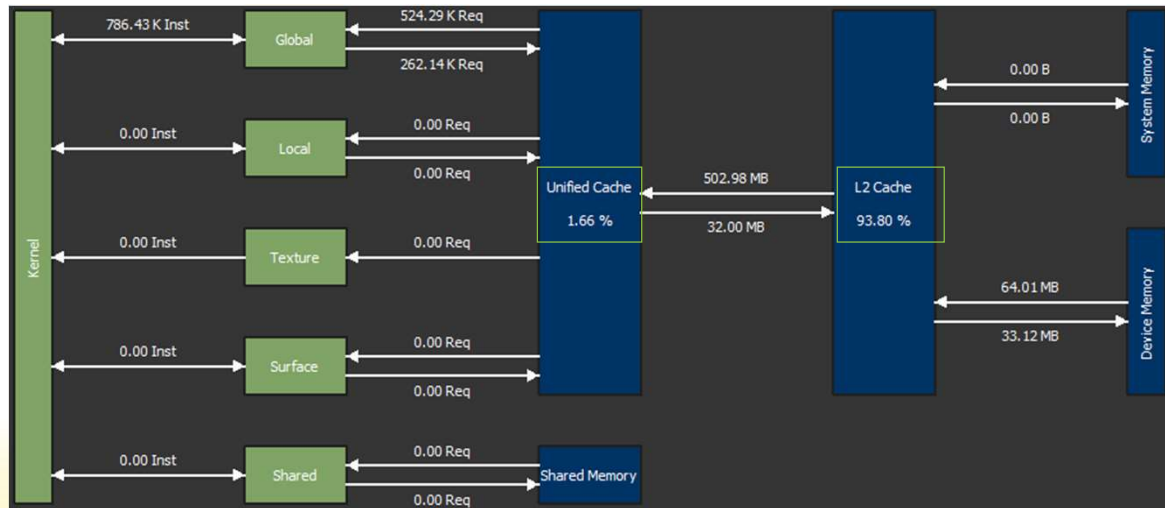 786.43 K Inst
Global
524.29 K Req
262.14 K Req
0.00 Inst
Local
0.00 Req
0.00 Req
0.00 Inst
Texture
0.00 Req
0.00 Inst
Surface
0.00 Req
0.00 Req
0.00 Inst
Shared
0.00 Req
0.00 Req
Kernel
Unified Cache
1.66 %
Shared Memory
502.98 MB
32.00 MB
L2 Cache
93.80 %
0.00 B
0.00 B
System Memory
64.01 MB
33.12 MB
Device Memory